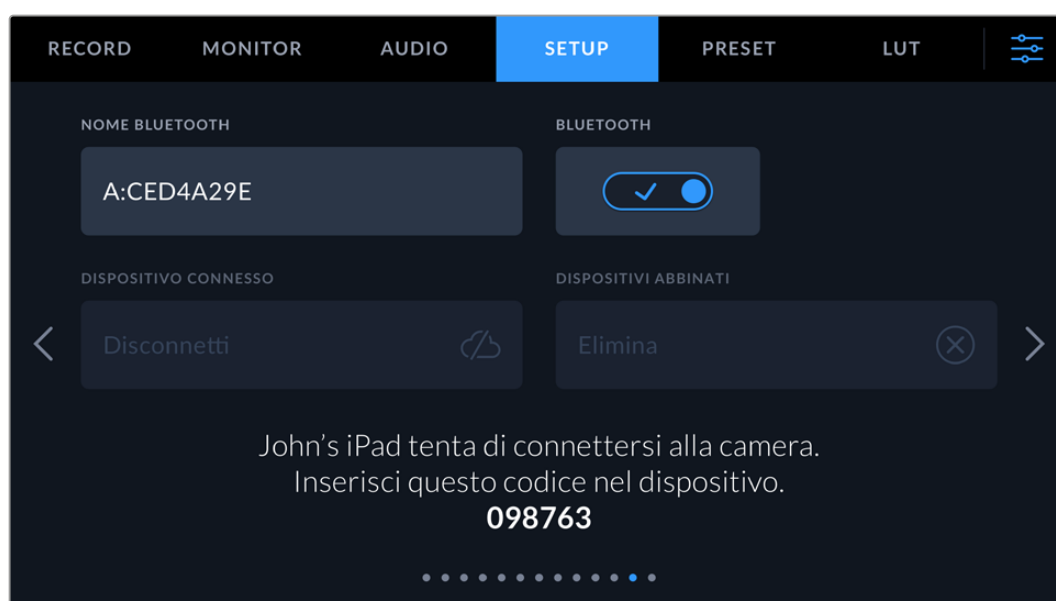 RECORD MONITOR AUDIO SETUP PRESET LUT
NOME BLUETOOTH BLUETOOTH
A:CED4A29E
DISPOSITIVO CONNESSO DISPOSITIVI ABBINATI
Disconnetti Elimina
John’s iPad tenta di connettersi alla camera.
Inserisci questo codice nel dispositivo.
098763